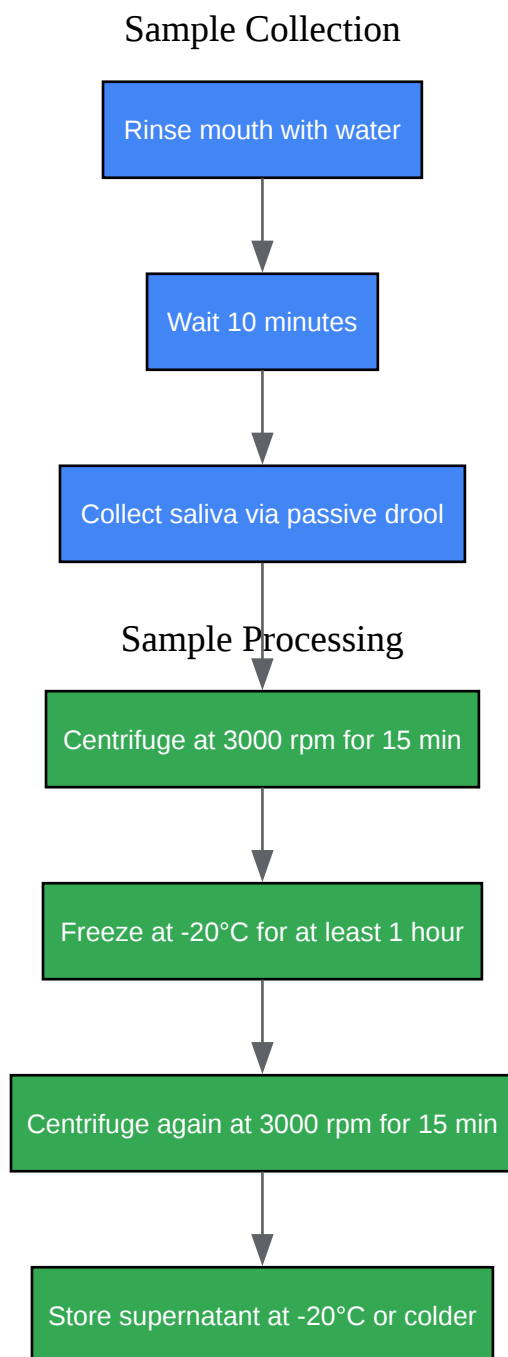 Sample Collection
Rinse mouth with water
Wait 10 minutes
Collect saliva via passive drool
Sample Processing
Centrifuge at 3000 rpm for 15 min
Freeze at -20°C for at least 1 hour
Centrifuge again at 3000 rpm for 15 min
Store supernatant at -20°C or colder